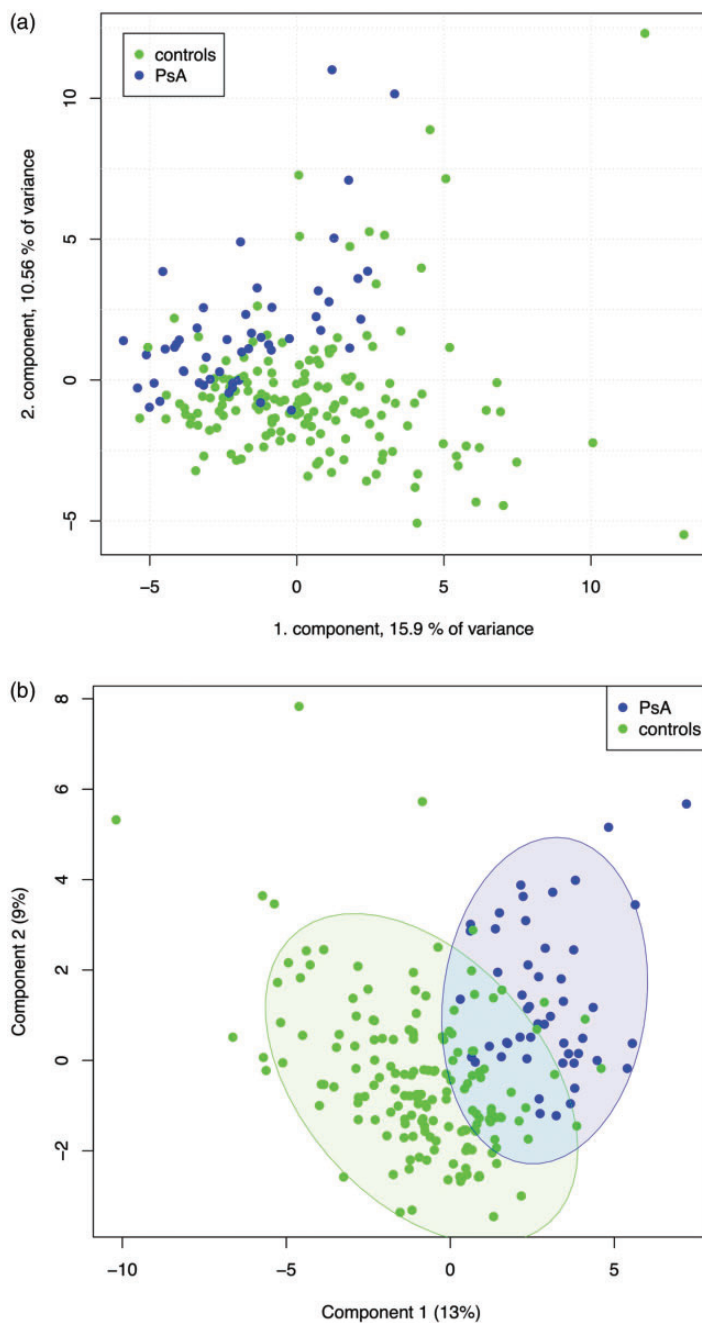 (a)
controls
PsA
10
5
0
−5
2. component, 10.56 % of variance
−5 0 5 10
1. component, 15.9 % of variance
(b)
PsA
controls
8
6
4
2
0
−2
Component 2 (9%)
−10 −5 0 5
Component 1 (13%)